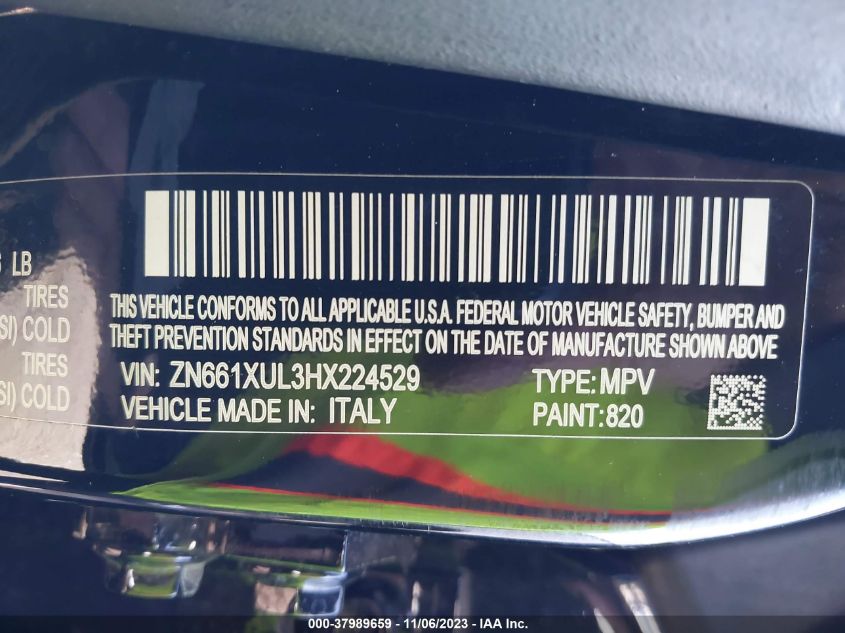 LB
TIRES
SI) COLD
TIRES
SI) COLD
THIS VEHICLE CONFORMS TO ALL APPLICABLE U.S.A. FEDERAL MOTOR VEHICLE SAFETY, BUMPER AND
THEFT PREVENTION STANDARDS IN EFFECT ON THE DATE OF MANUFACTURE SHOWN ABOVE
VIN: ZN661XUL3HX224529 TYPE: MPV
VEHICLE MADE IN: ITALY PAINT: 820
000-37989659 - 11/06/2023 - IAA Inc.